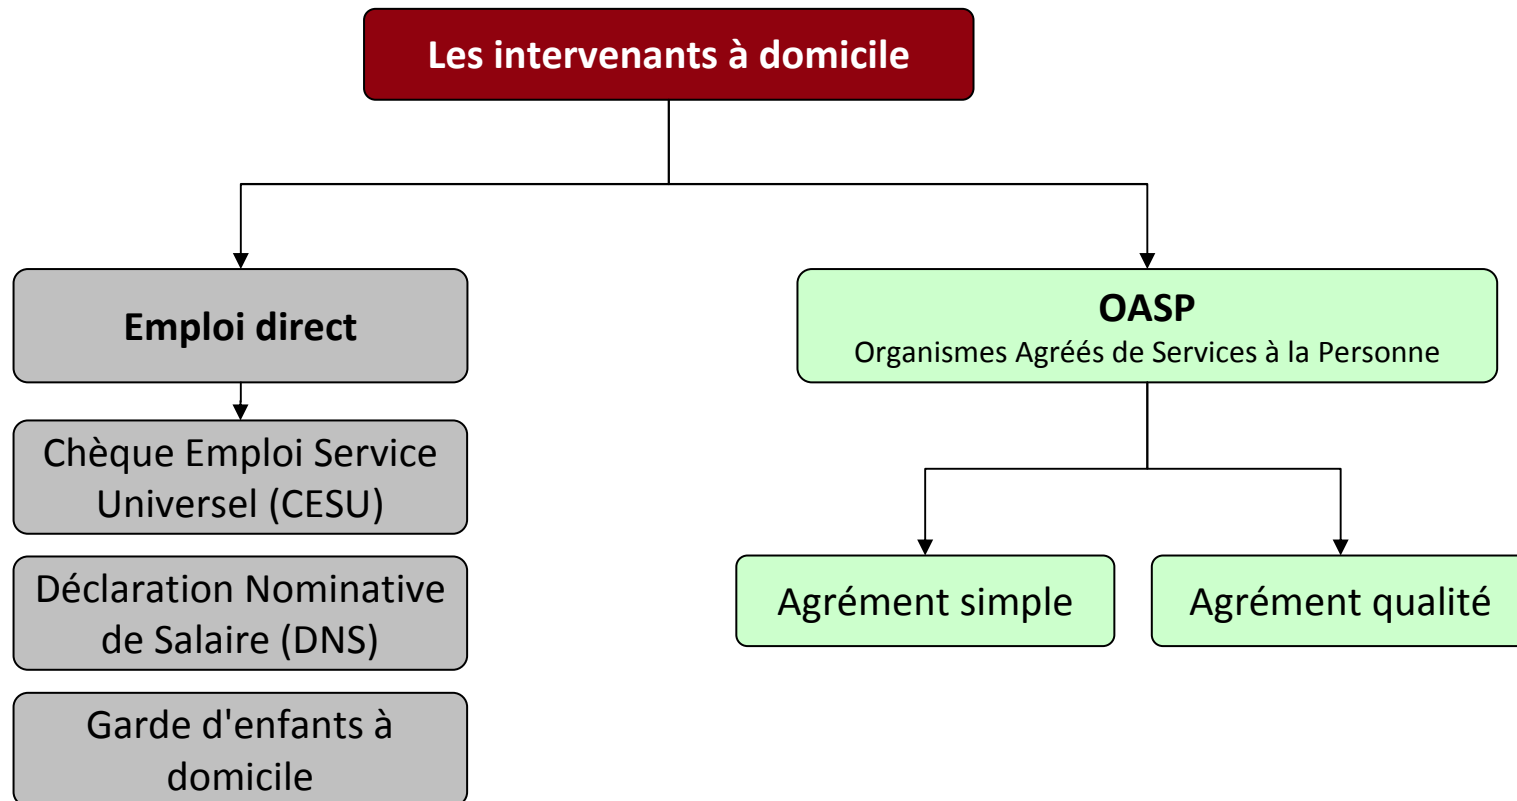 Les intervenants à domicile
Emploi direct
OASP
Organismes Agréés de Services à la Personne
Chèque Emploi Service
Universel (CESU)
Déclaration Nominative
de Salaire (DNS)
Garde d'enfants à
domicile
Agrément simple
Agrément qualité